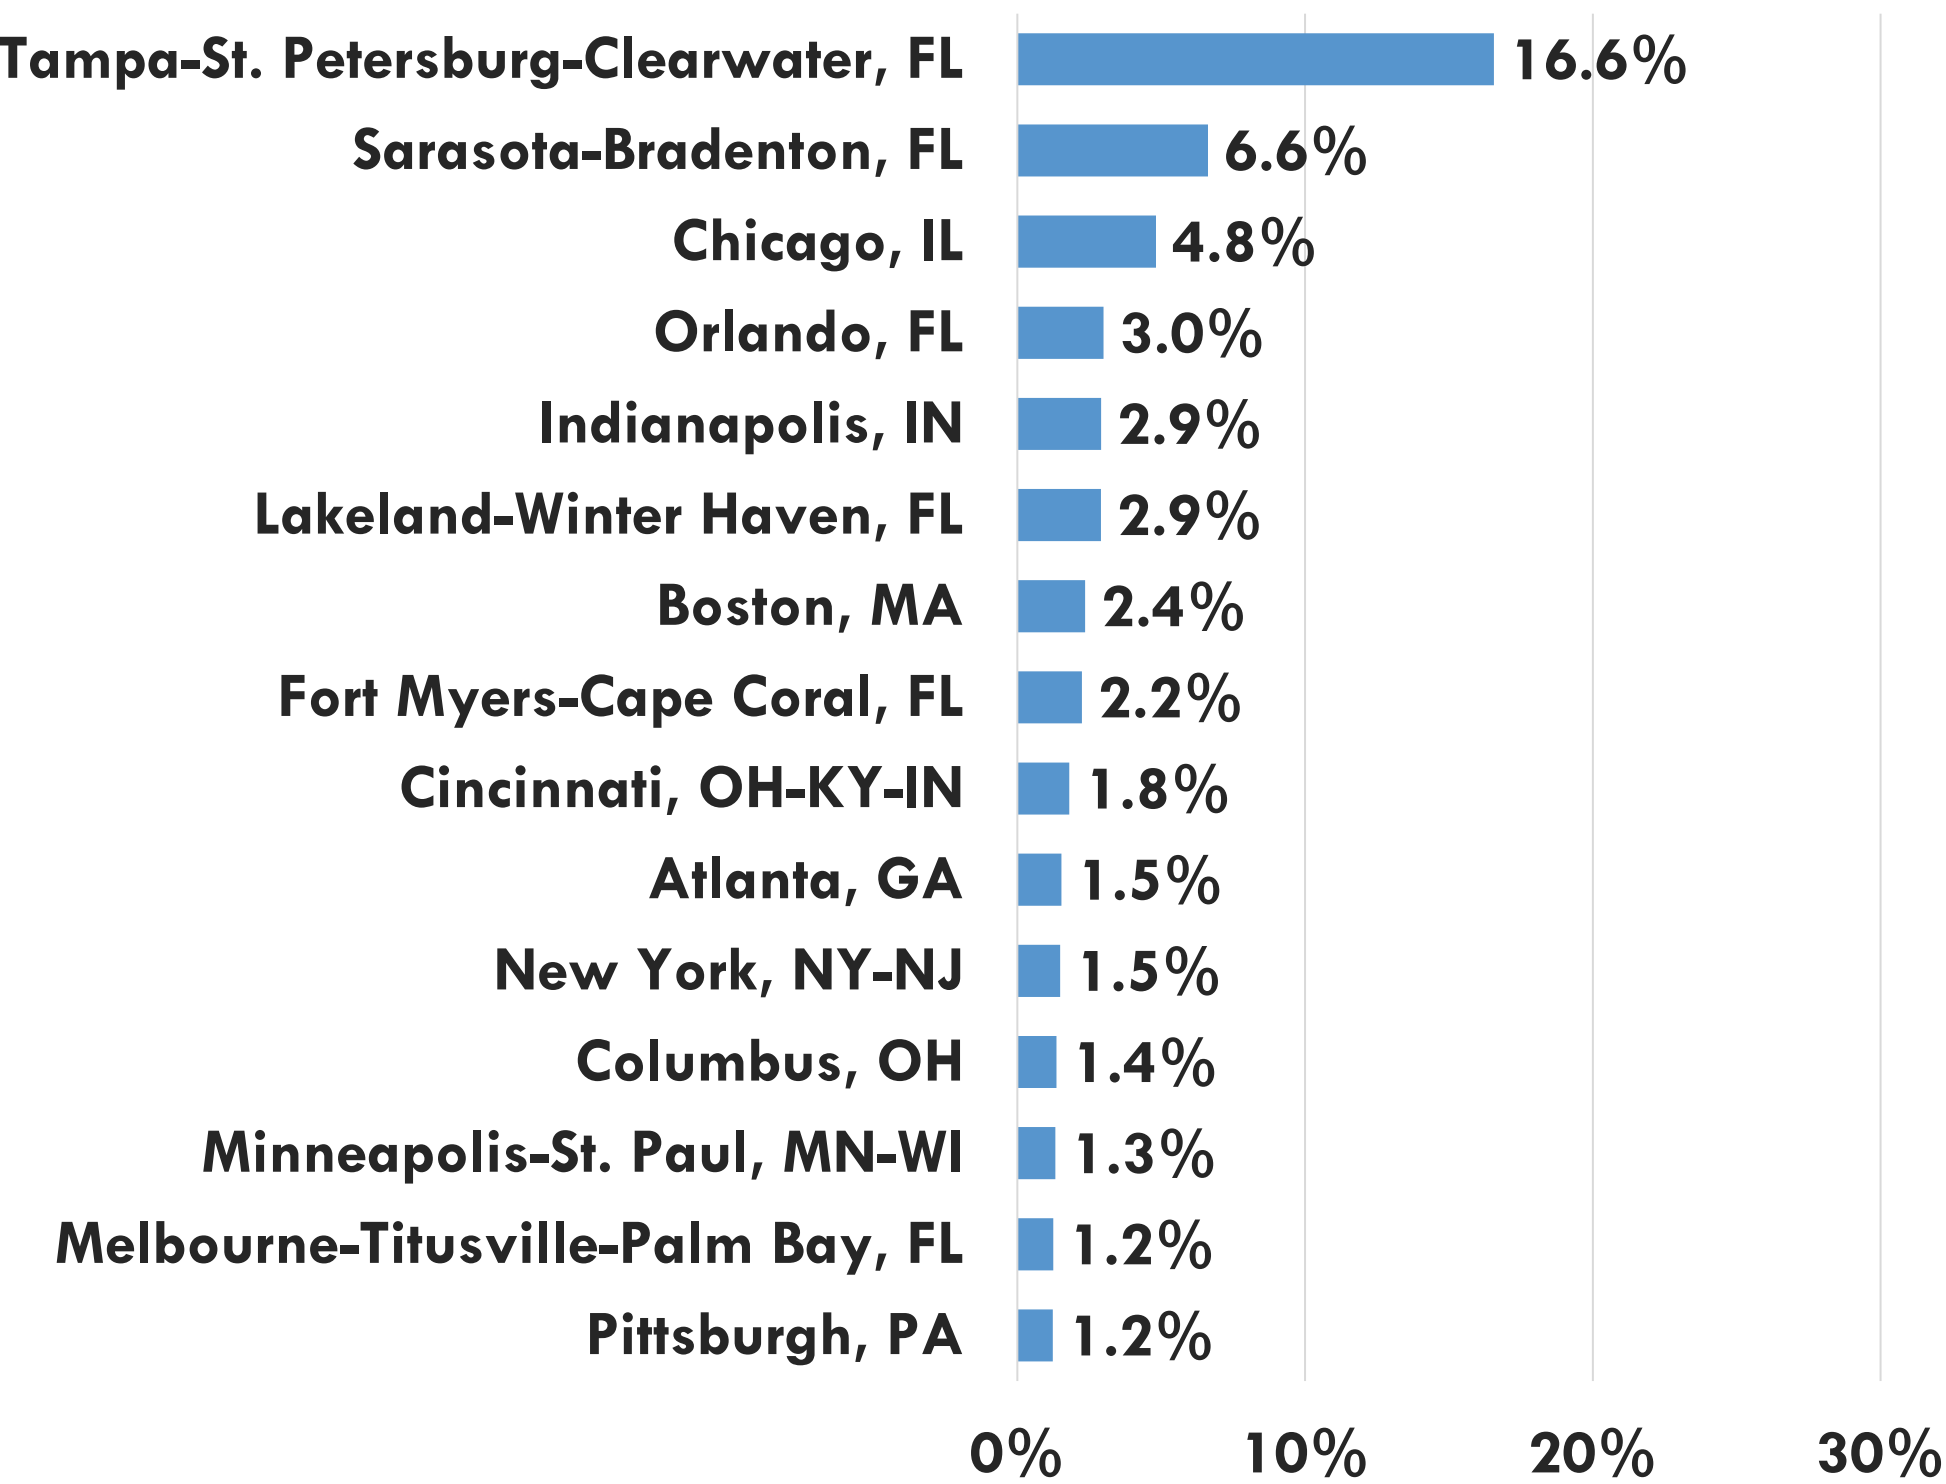 Tampa-St. Petersburg-Clearwater, FL 16.6%
Sarasota-Bradenton, FL 6.6%
Chicago, IL 4.8%
Orlando, FL 3.0%
Indianapolis, IN 2.9%
Lakeland-Winter Haven, FL 2.9%
Boston, MA 2.4%
Fort Myers-Cape Coral, FL 2.2%
Cincinnati, OH-KY-IN 1.8%
Atlanta, GA 1.5%
New York, NY-NJ 1.5%
Columbus, OH 1.4%
Minneapolis-St. Paul, MN-WI 1.3%
Melbourne-Titusville-Palm Bay, FL 1.2%
Pittsburgh, PA 1.2%
0% 10% 20% 30%